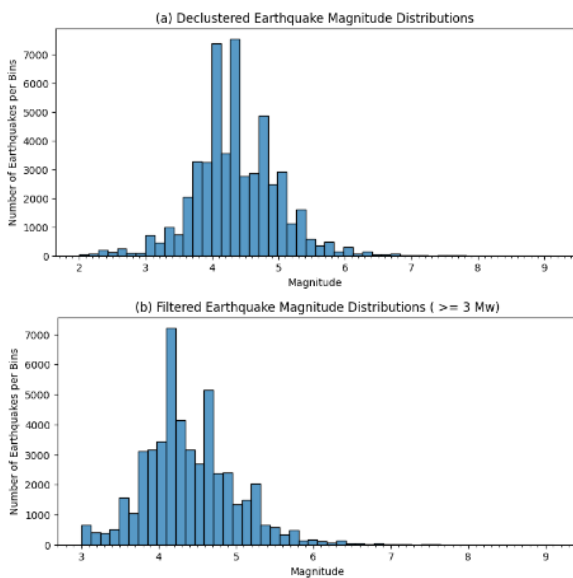 (a) Declustered Earthquake Magnitude Distributions
7000
6000
5000
4000
3000
2000
1000
0
Number of Earthquakes per Bins
2 3 4 5 6 7 8 9
Magnitude
(b) Filtered Earthquake Magnitude Distributions ( >= 3 Mw)
7000
6000
5000
4000
3000
2000
1000
0
Number of Earthquakes per Bins
3 4 5 6 7 8 9
Magnitude